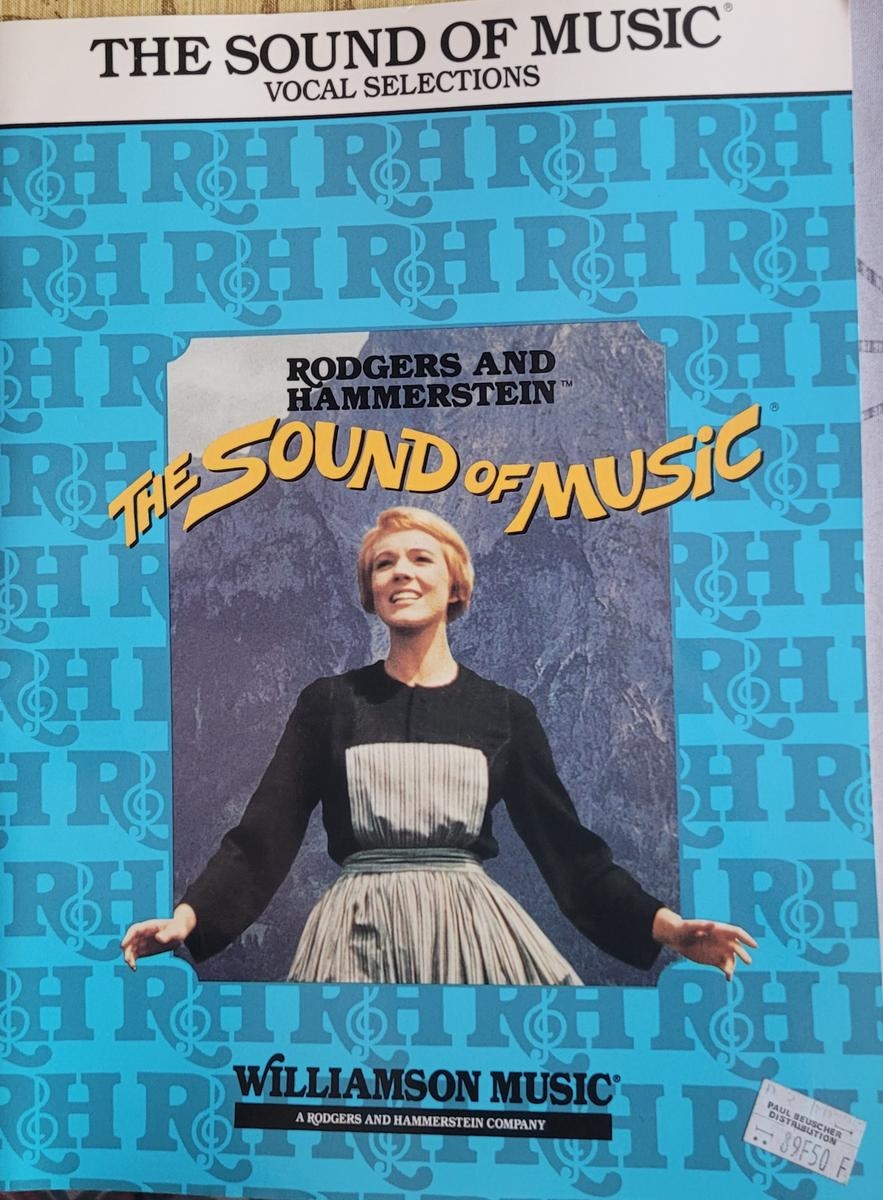 THE SOUND OF MUSIC®
VOCAL SELECTIONS
RODGERS AND
HAMMERSTEIN™
THE SOUND OF MUSIC®
WILLIAMSON MUSIC®
A RODGERS AND HAMMERSTEIN COMPANY
PAUL BEUSCHER
DISTRIBUTION
89F50 F
RH